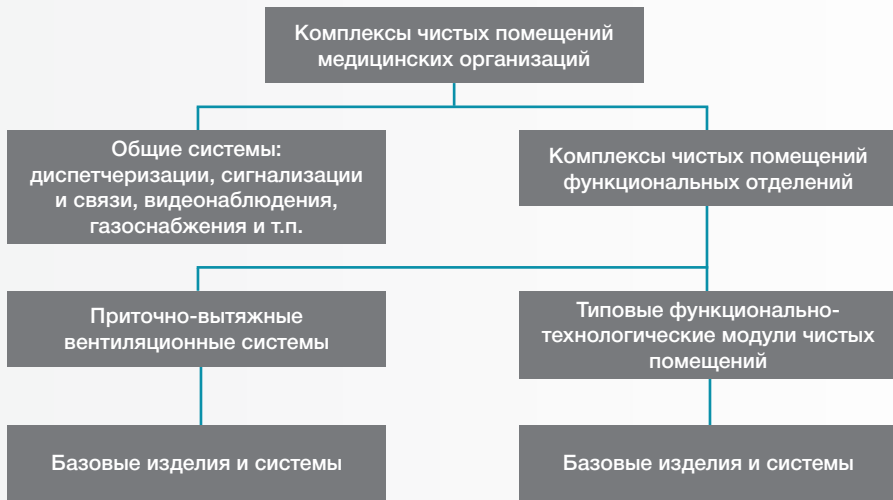 Комплексы чистых помещений
медицинских организаций
Общие системы:
диспетчеризации, сигнализации
и связи, видеонаблюдения,
газоснабжения и т.п.
Комплексы чистых помещений
функциональных отделений
Приточно-вытяжные
вентиляционные системы
Типовые функционально-
технологические модули чистых
помещений
Базовые изделия и системы
Базовые изделия и системы